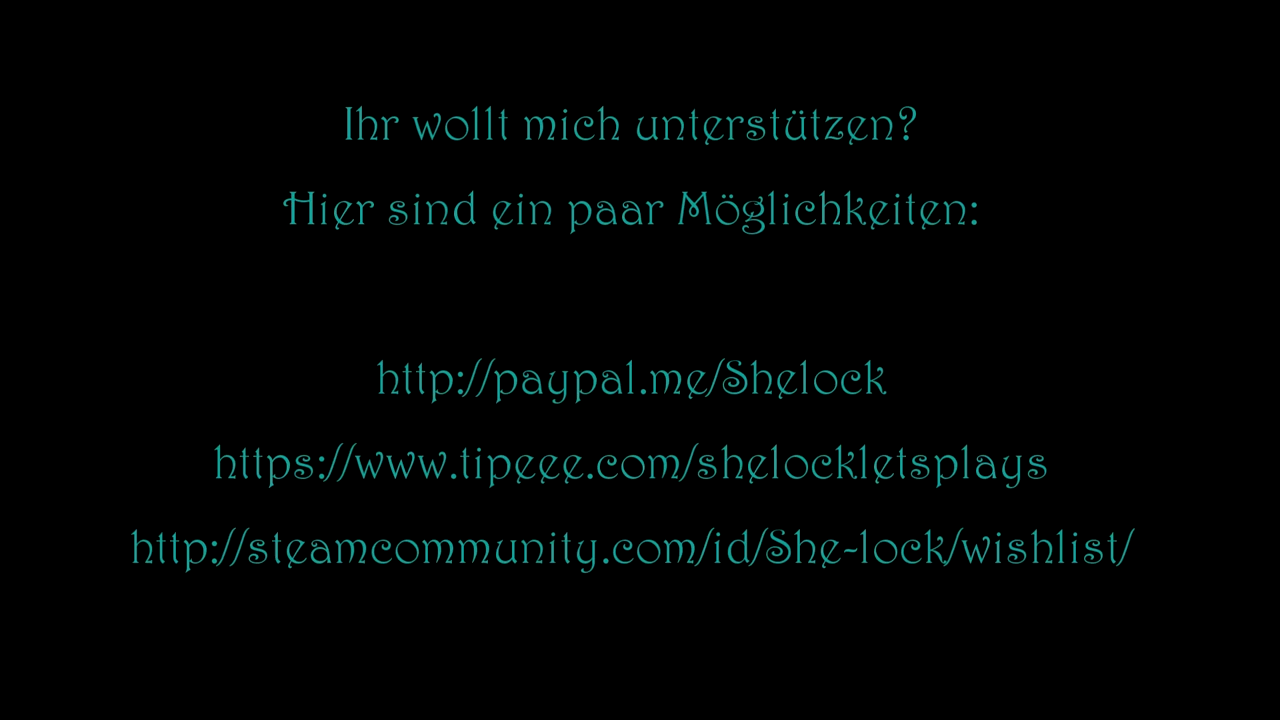 Ihr wollt mich unterstützen?
Hier sind ein paar Möglichkeiten:
http://paypal.me/Shelock
https://www.tipeee.com/shelockletsplays
http://steamcommunity.com/id/She-lock/wishlist/